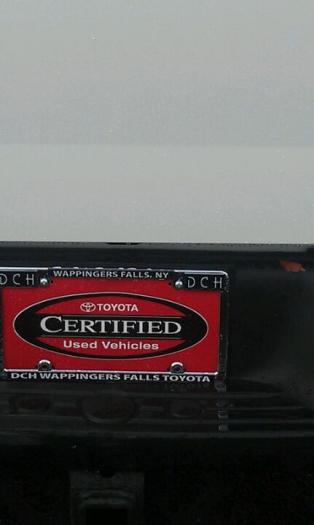 DCH WAPPINGERS FALLS, NY DCH
TOYOTA
CERTIFIED
Used Vehicles
DCH WAPPINGERS FALLS TOYOTA